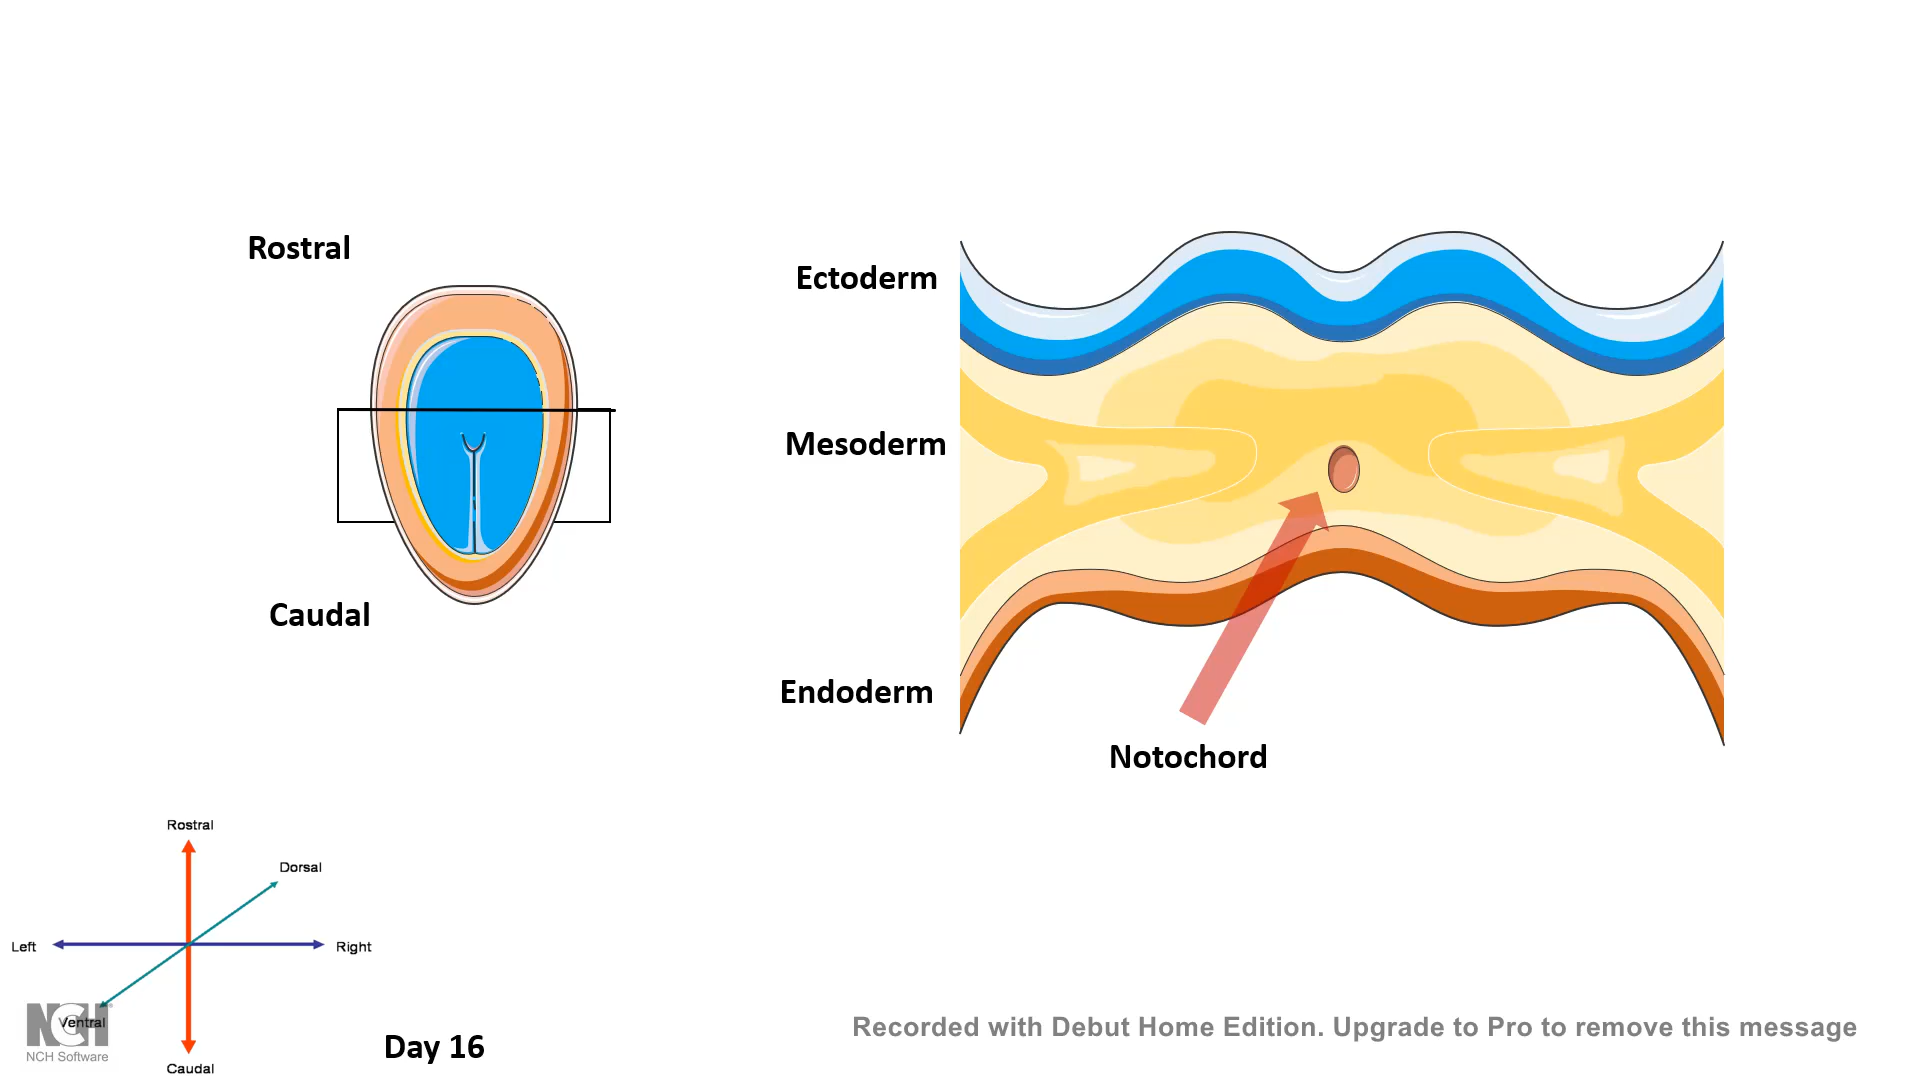 Rostral
Caudal
Ectoderm
Mesoderm
Endoderm
Notochord
Rostral
Dorsal
Left
Right
Ventral
Caudal
NCH
NCH Software
Day 16
Recorded with Debut Home Edition. Upgrade to Pro to remove this message